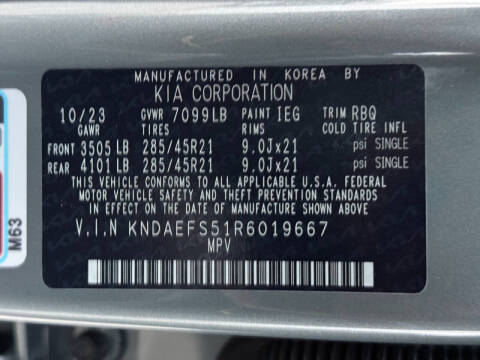 MANUFACTURED IN KOREA BY
KIA CORPORATION
10/23 GVWR 7099LB PAINT IEG TRIM RBQ
GAWR TIRES RIMS COLD TIRE INFL
FRONT 3505 LB 285/45R21 9.0Jx21 psi SINGLE
REAR 4101 LB 285/45R21 9.0Jx21 psi SINGLE
THIS VEHICLE CONFORMS TO ALL APPLICABLE U.S.A. FEDERAL
MOTOR VEHICLE SAFETY AND THEFT PREVENTION STANDARDS
IN EFFECT ON THE DATE OF MANUFACTURE SHOWN ABOVE.
V.I.N KNDAEFS51R6019667
MPV
M63